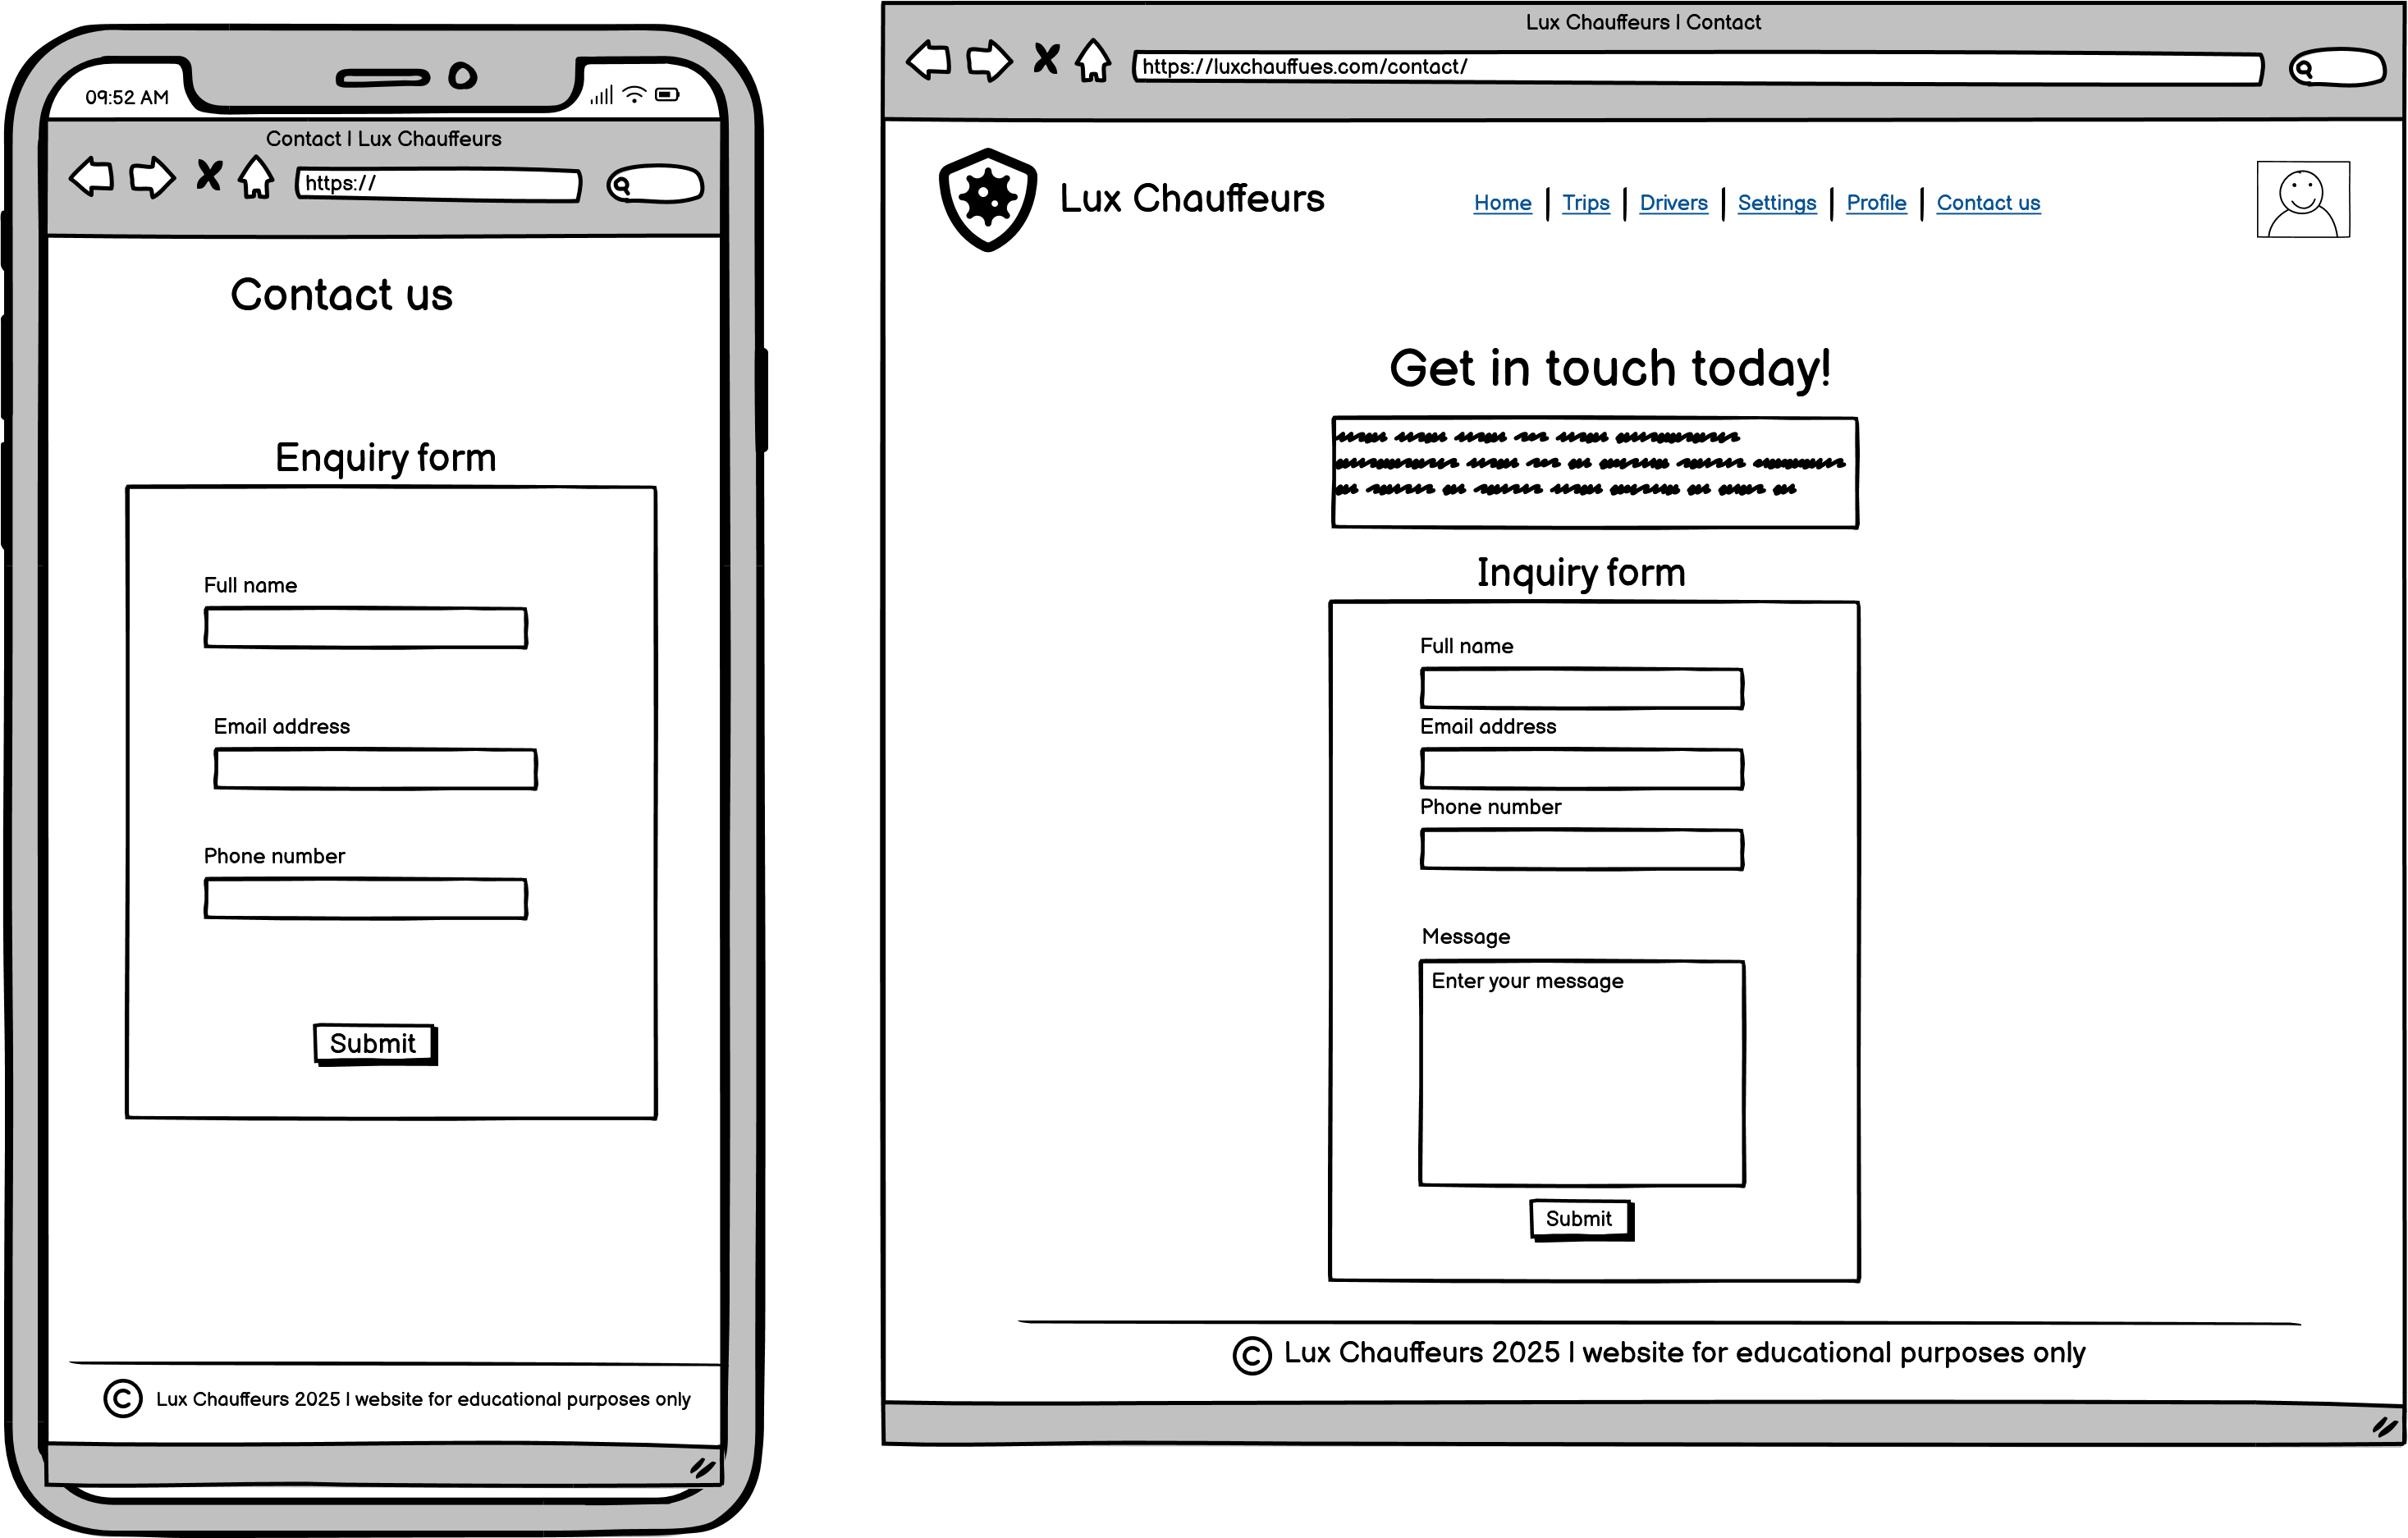 09:52 AM
Contact | Lux Chauffeurs
https://
Contact us
Enquiry form
Full name
Email address
Phone number
Submit
© Lux Chauffeurs 2025 | website for educational purposes only
Lux Chauffeurs | Contact
https://luxchauffues.com/contact/
Lux Chauffeurs
Home | Trips | Drivers | Settings | Profile | Contact us
Get in touch today!
Inquiry form
Full name
Email address
Phone number
Message
Enter your message
Submit
© Lux Chauffeurs 2025 | website for educational purposes only